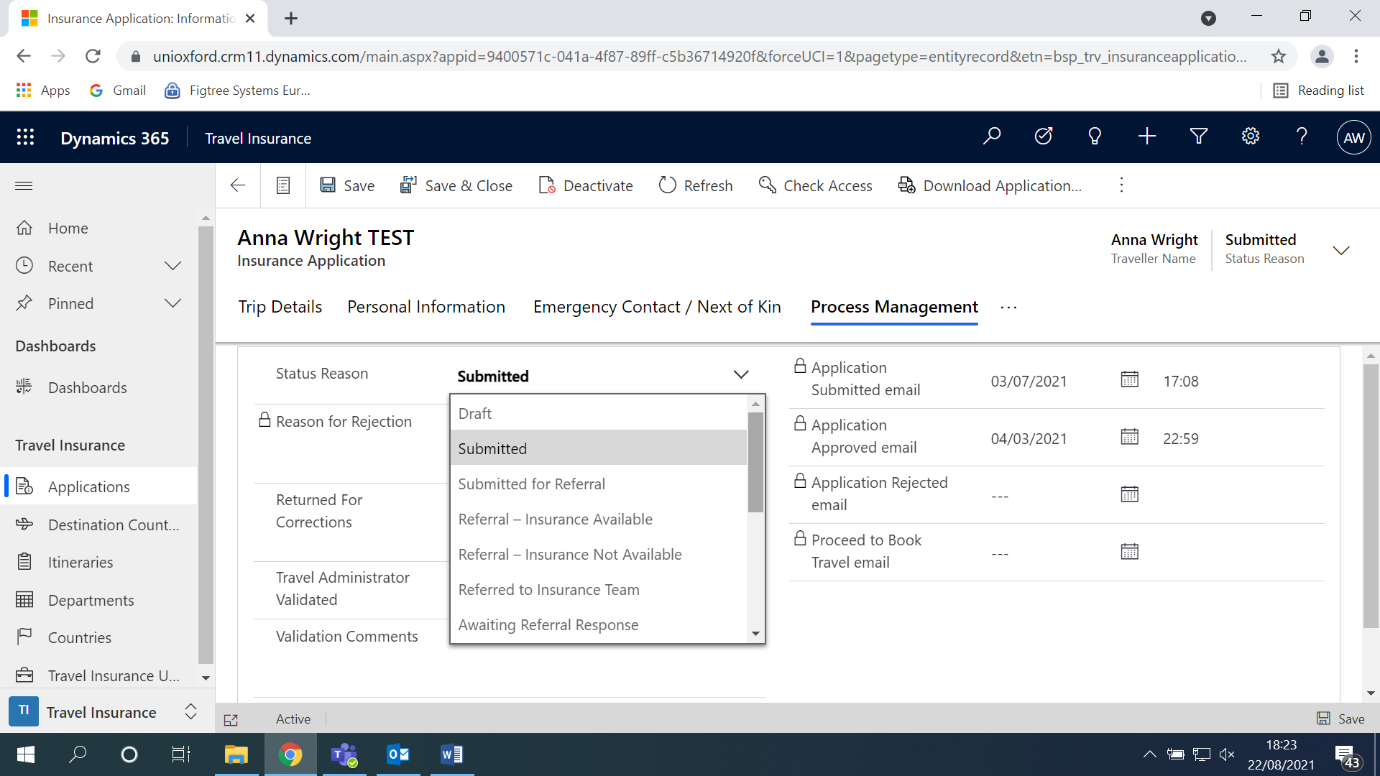 Insurance Application: Informatio
unioxford.crm11.dynamics.com/main.aspx?appid=9400571c-041a-4f87-89ff-c5b36714920f&forceUCI=1&pagetype=entityrecord&etn=bsp_trv_insuranceapplicatio...
Apps
Gmail
Figtree Systems Eur...
Reading list
Dynamics 365
Travel Insurance
AW
Save
Save & Close
Deactivate
Refresh
Check Access
Download Application...
Home
Recent
Pinned
Dashboards
Dashboards
Travel Insurance
Applications
Destination Count...
Itineraries
Departments
Countries
Travel Insurance U...
TI
Travel Insurance
Anna Wright TEST
Insurance Application
Anna Wright
Traveller Name
Submitted
Status Reason
Trip Details
Personal Information
Emergency Contact / Next of Kin
Process Management
...
Status Reason
Submitted
Draft
Submitted
Submitted for Referral
Referral – Insurance Available
Referral – Insurance Not Available
Referred to Insurance Team
Awaiting Referral Response
Reason for Rejection
Returned For
Corrections
Travel Administrator
Validated
Validation Comments
Application
Submitted email
03/07/2021
17:08
Application
Approved email
04/03/2021
22:59
Application Rejected
email
---
Proceed to Book
Travel email
---
Active
Save
18:23
22/08/2021
43